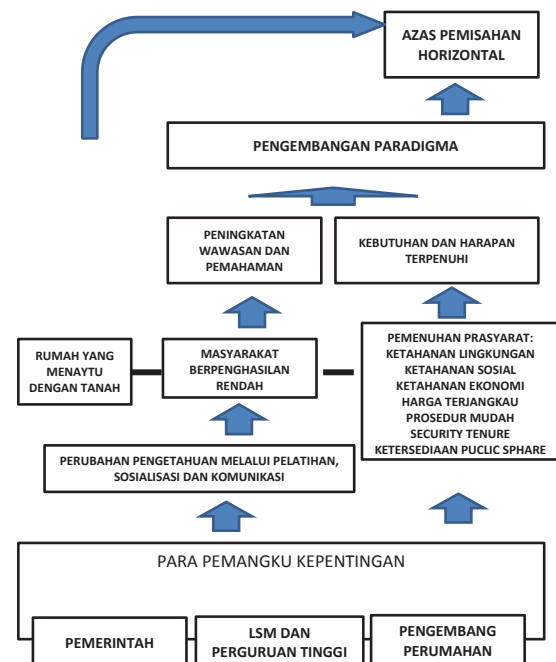 AZAS PEMISAHAN
HORIZONTAL
PENGEMBANGAN PARADIGMA
PENINGKATAN
WAWASAN DAN
PEMAHAMAN
KEBUTUHAN DAN HARAPAN
TERPENUHI
RUMAH YANG
MENAYTU
DENGAN TANAH
MASYARAKAT
BERPENGHASILAN
RENDAH
PEMENUHAN PRASYARAT:
KETAHANAN LINGKUNGAN
KETAHANAN SOSIAL
KETAHANAN EKONOMI
HARGA TERJANGKAU
PROSEDUR MUDAH
SECURITY TENURE
KETERSEDIAAN PUCLIC SPHARE
PERUBAHAN PENGETAHUAN MELALUI PELATIHAN,
SOSIALISASI DAN KOMUNIKASI
PARA PEMANGKU KEPENTINGAN
PEMERINTAH
LSM DAN
PERGURUAN TINGGI
PENGEMBANG
PERUMAHAN